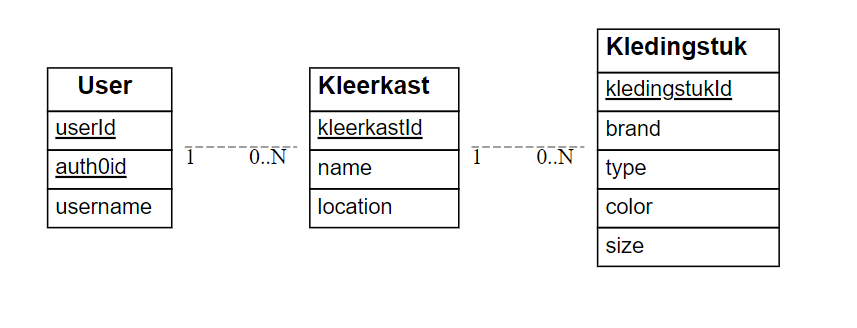 User
userId
auth0id
username
1
0..N
Kleerkast
kleerkastId
name
location
1
0..N
Kledingstuk
kledingstukId
brand
type
color
size